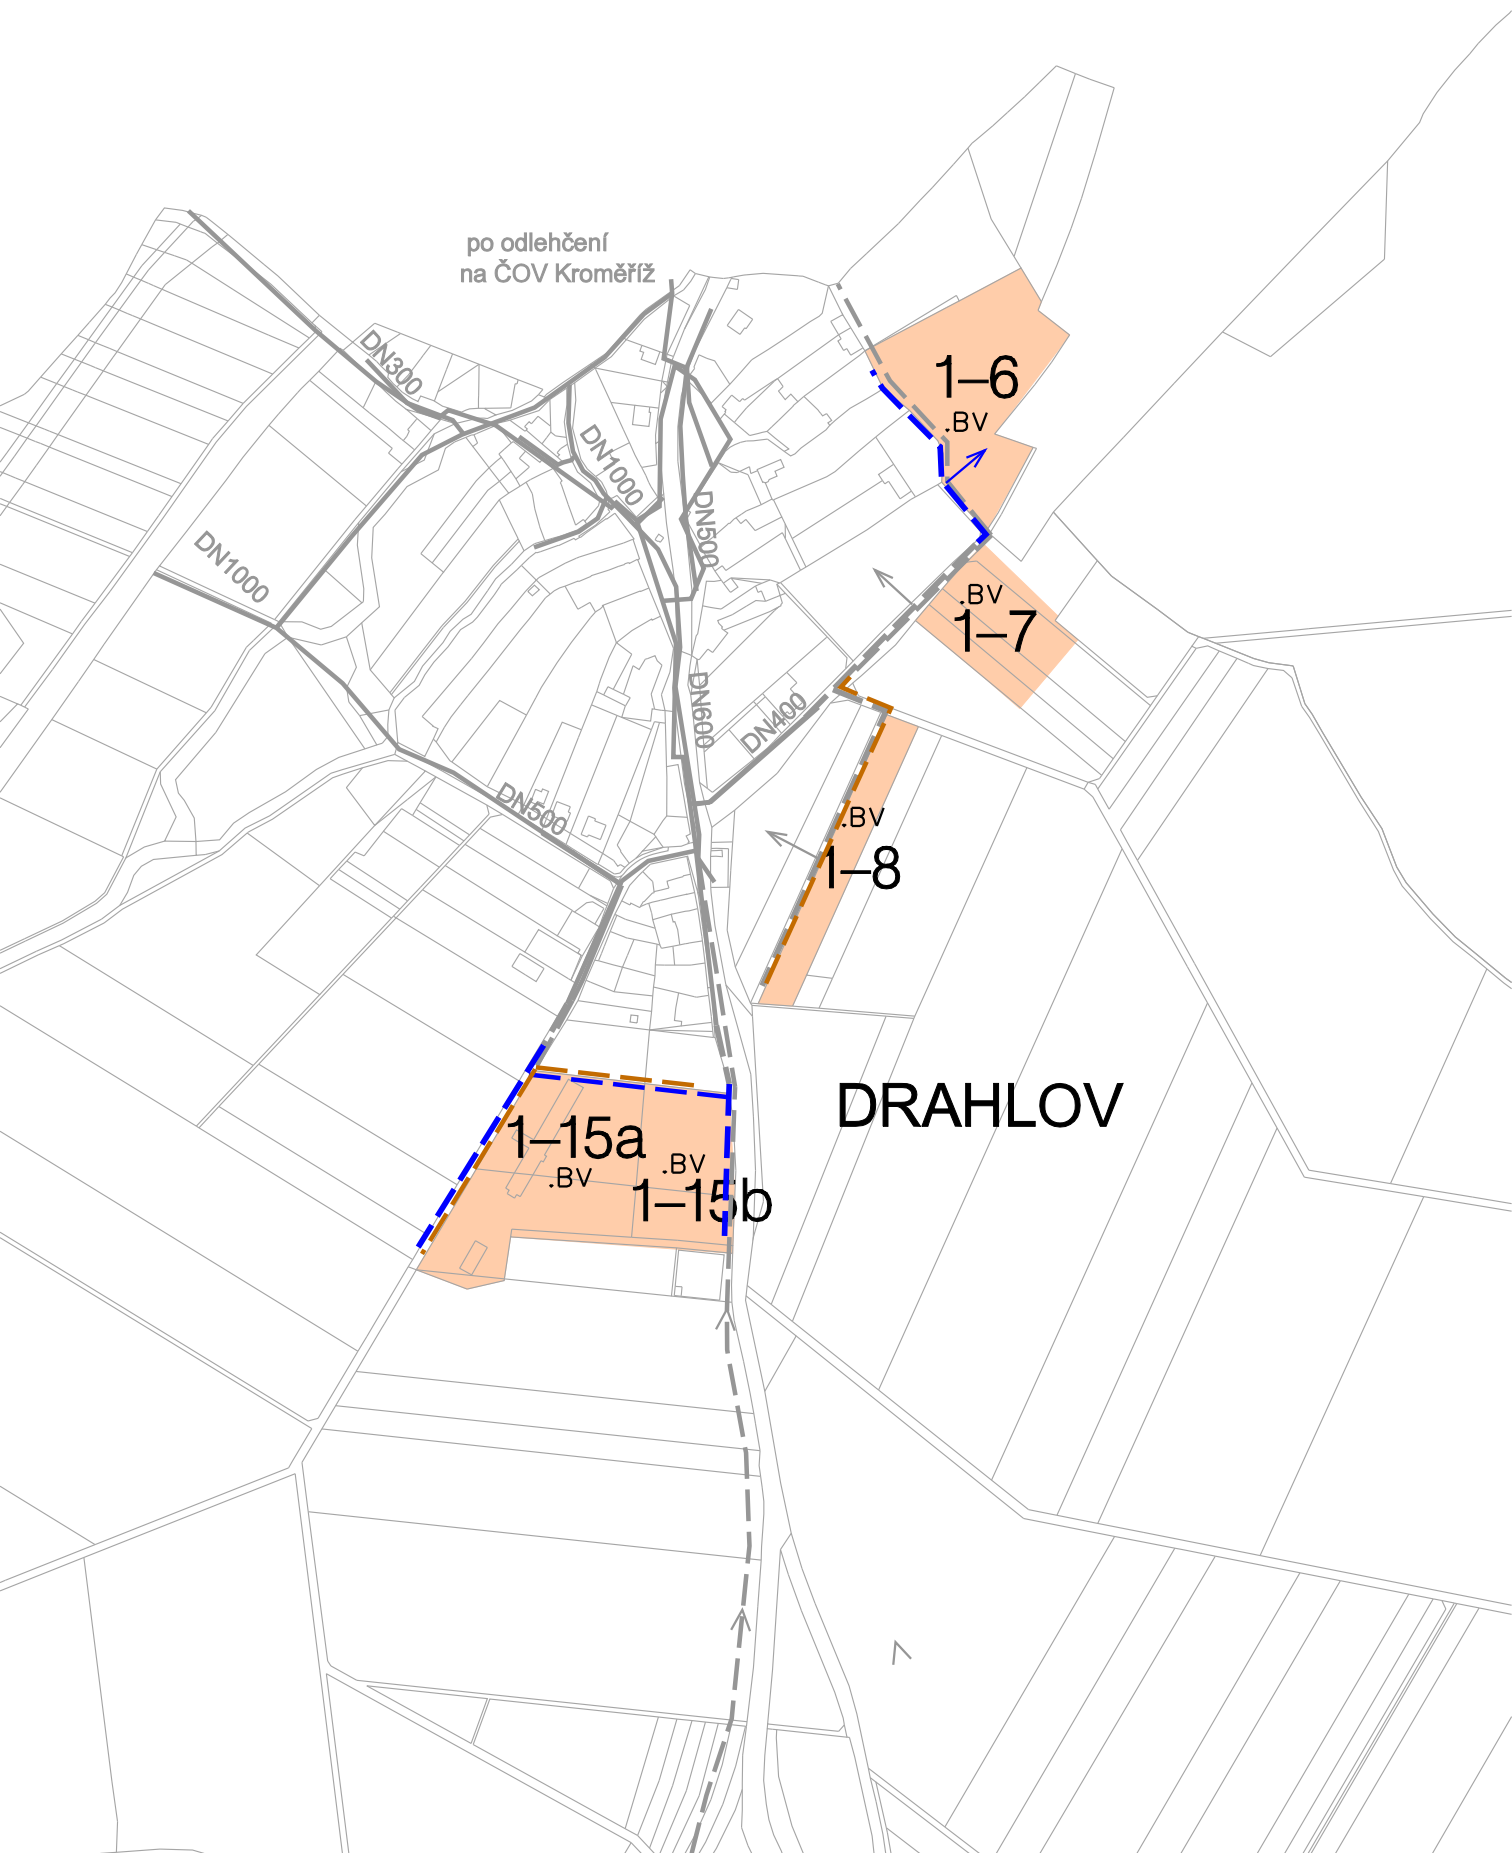 po odlehčení
na ČOV Kroměříž
DN300
1–6
.BV
DN1000
DN500
DN1000
.BV
1–7
DN600
DN400
DN500
.BV
1–8
DRAHLOV
1–15a
.BV
.BV
1–15b